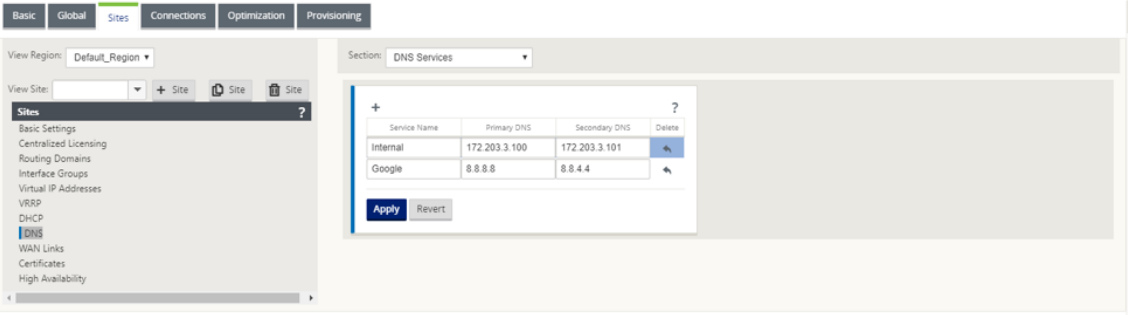 Basic Global Sites Connections Optimization Provisioning
View Region: Default_Region
Section: DNS Services
View Site: + Site Site Site
Sites ?
Basic Settings
Centralized Licensing
Routing Domains
Interface Groups
Virtual IP Addresses
VRRP
DHCP
DNS
WAN Links
Certificates
High Availability
+ ?
Service Name Primary DNS Secondary DNS Delete
Internal 172.203.3.100 172.203.3.101
Google 8.8.8.8 8.8.4.4
Apply Revert